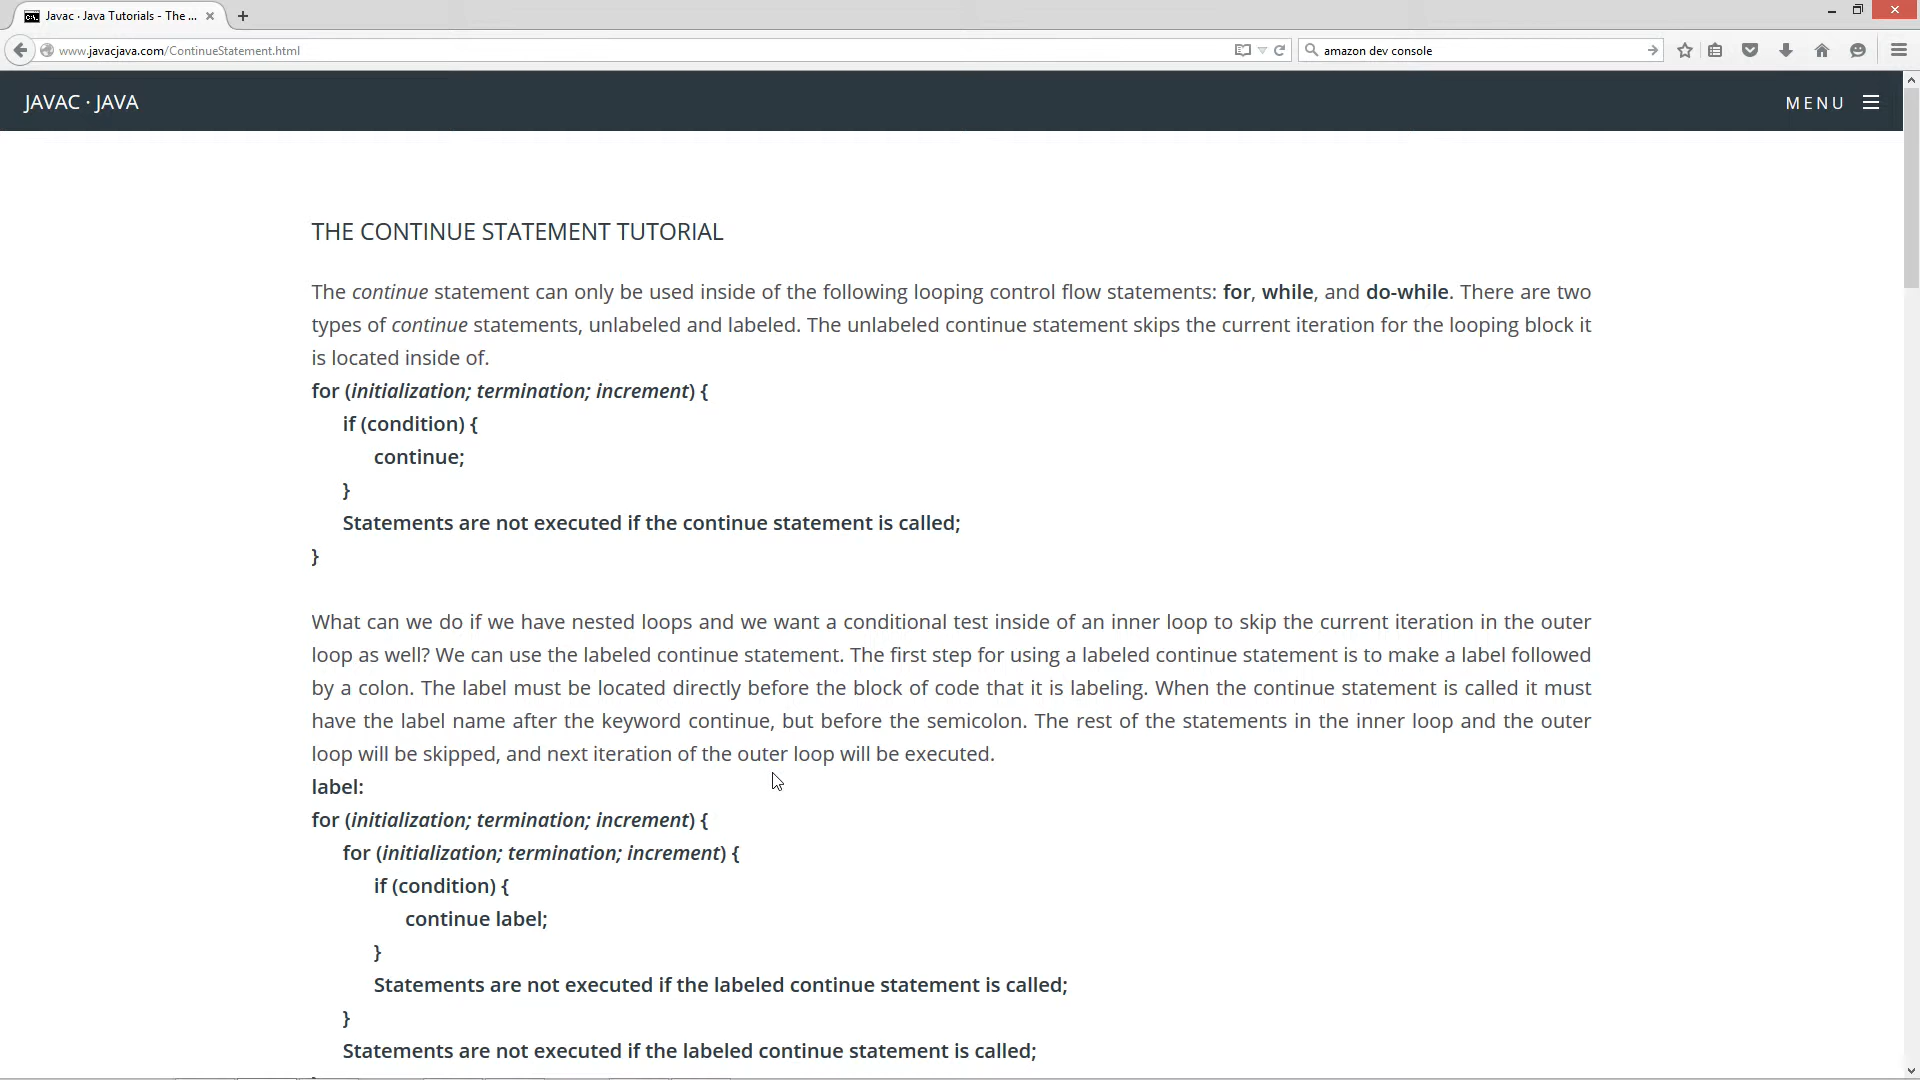 Javac · Java Tutorials - The ...
www.javacjava.com/ContinueStatement.html
amazon dev console
JAVAC · JAVA
MENU
THE CONTINUE STATEMENT TUTORIAL
The continue statement can only be used inside of the following looping control flow statements: for, while, and do-while. There are two
types of continue statements, unlabeled and labeled. The unlabeled continue statement skips the current iteration for the looping block it
is located inside of.
for (initialization; termination; increment) {
if (condition) {
continue;
}
Statements are not executed if the continue statement is called;
}
What can we do if we have nested loops and we want a conditional test inside of an inner loop to skip the current iteration in the outer
loop as well? We can use the labeled continue statement. The first step for using a labeled continue statement is to make a label followed
by a colon. The label must be located directly before the block of code that it is labeling. When the continue statement is called it must
have the label name after the keyword continue, but before the semicolon. The rest of the statements in the inner loop and the outer
loop will be skipped, and next iteration of the outer loop will be executed.
label:
for (initialization; termination; increment) {
for (initialization; termination; increment) {
if (condition) {
continue label;
}
Statements are not executed if the labeled continue statement is called;
}
Statements are not executed if the labeled continue statement is called;